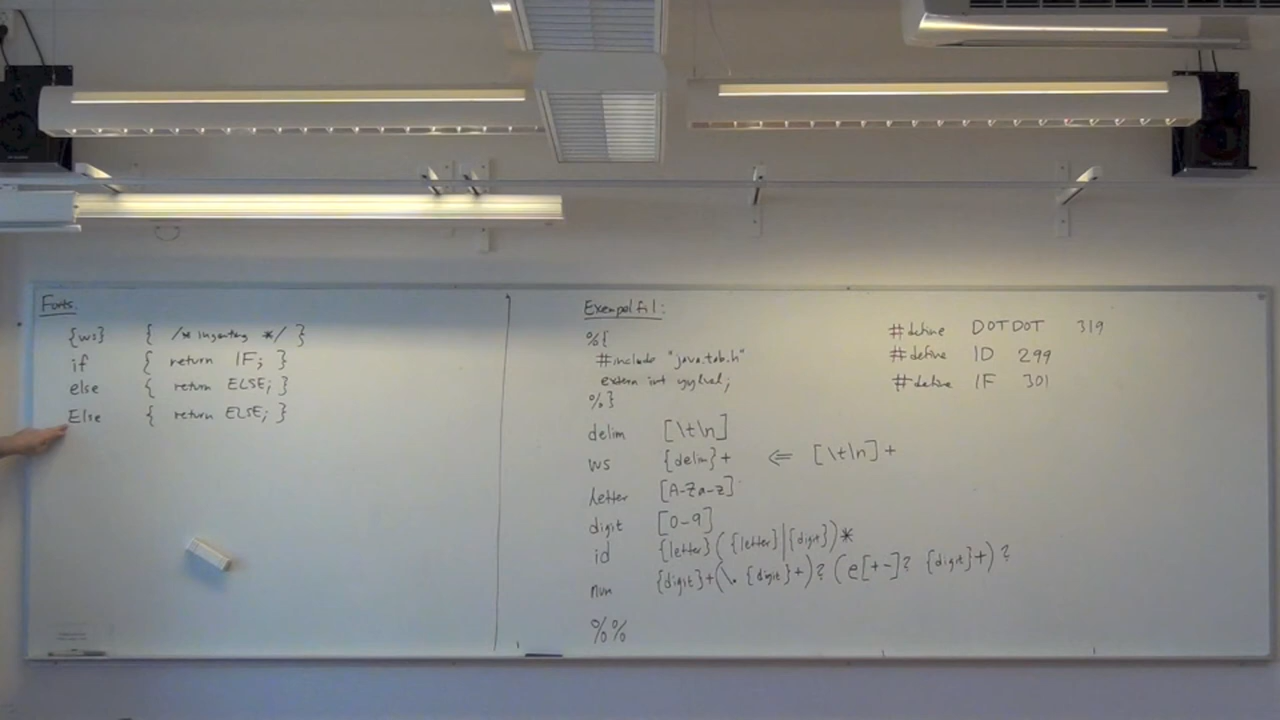 Forts.
{ws} { /* ingenting */ }
if { return IF; }
else { return ELSE; }
Else { return ELSE; }
Exempelfil:
%{
#include "java.tab.h"
extern int yylval;
%}
delim [\t\n]
ws {delim}+ ⇐ [\t\n]+
letter [A-Za-z]
digit [0-9]
id {letter}({letter}|{digit})*
num {digit}+(\.{digit}+)?(e[+-]? {digit}+)?
%%
#define DOTDOT 319
#define ID 299
#define IF 301